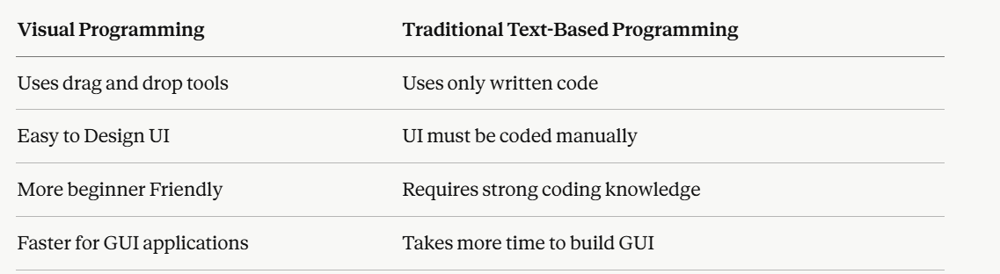 Visual Programming Traditional Text-Based Programming
Uses drag and drop tools Uses only written code
Easy to Design UI UI must be coded manually
More beginner Friendly Requires strong coding knowledge
Faster for GUI applications Takes more time to build GUI